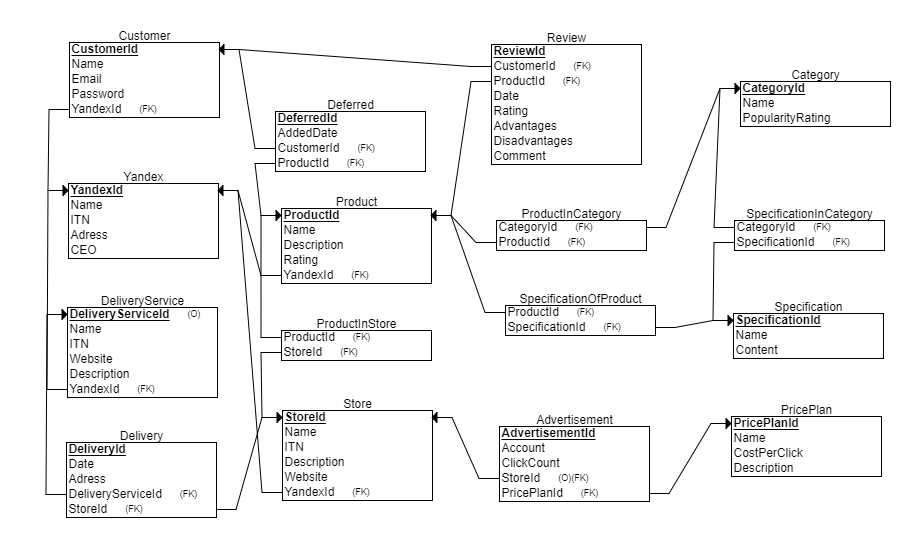 Customer
CustomerId
Name
Email
Password
YandexId (FK)
Review
ReviewId
CustomerId (FK)
ProductId (FK)
Date
Rating
Advantages
Disadvantages
Comment
Category
CategoryId
Name
PopularityRating
Deferred
DeferredId
AddedDate
CustomerId (FK)
ProductId (FK)
Yandex
YandexId
Name
ITN
Adress
CEO
Product
ProductId
Name
Description
Rating
YandexId (FK)
ProductInCategory
CategoryId (FK)
ProductId (FK)
SpecificationInCategory
CategoryId (FK)
SpecificationId (FK)
DeliveryService
DeliveryServiceId (O)
Name
ITN
Website
Description
YandexId (FK)
ProductInStore
ProductId (FK)
StoreId (FK)
SpecificationOfProduct
ProductId (FK)
SpecificationId (FK)
Specification
SpecificationId
Name
Content
Delivery
DeliveryId
Date
Adress
DeliveryServiceId (FK)
StoreId (FK)
Store
StoreId
Name
ITN
Description
Website
YandexId (FK)
Advertisement
AdvertisementId
Account
ClickCount
StoreId (O)(FK)
PricePlanId (FK)
PricePlan
PricePlanId
Name
CostPerClick
Description